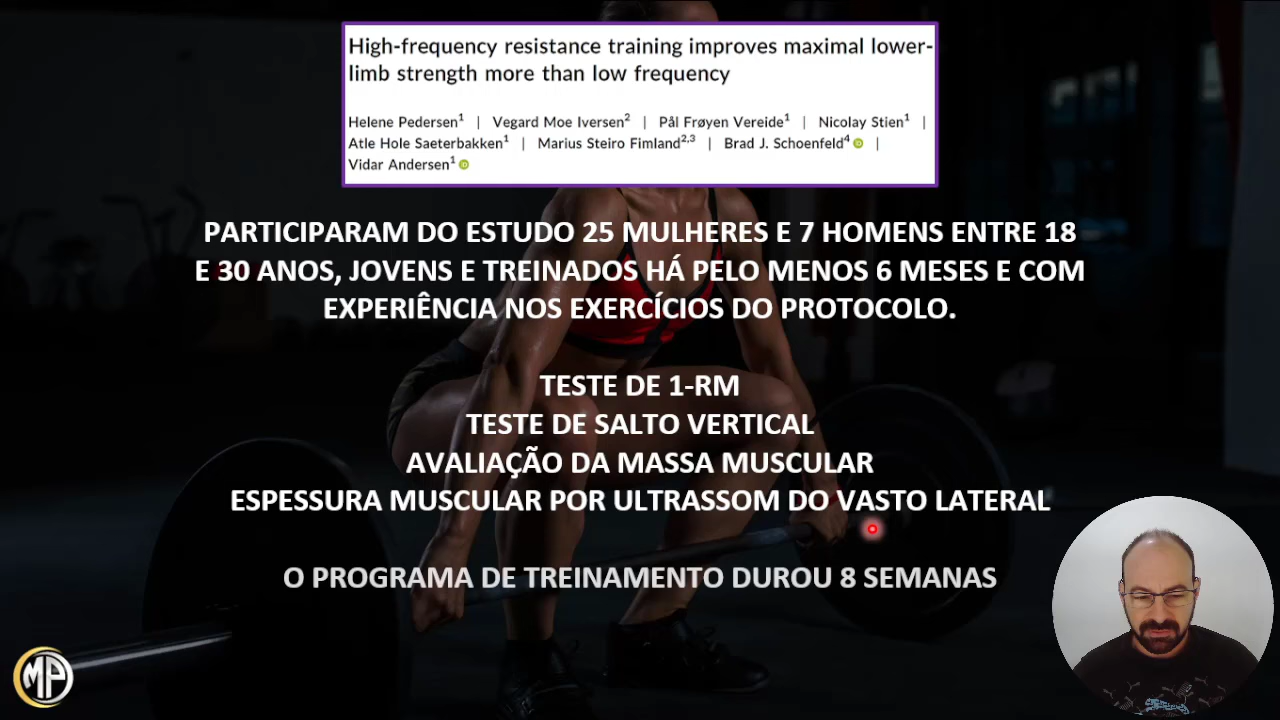 High-frequency resistance training improves maximal lower-
limb strength more than low frequency
Helene Pedersen1 | Vegard Moe Iversen2 | Pål Frøyen Vereide1 | Nicolay Stien1 |
Atle Hole Saeterbakken1 | Marius Steiro Fimland2,3 | Brad J. Schoenfeld4 iD |
Vidar Andersen1 iD
PARTICIPARAM DO ESTUDO 25 MULHERES E 7 HOMENS ENTRE 18
E 30 ANOS, JOVENS E TREINADOS HÁ PELO MENOS 6 MESES E COM
EXPERIÊNCIA NOS EXERCÍCIOS DO PROTOCOLO.
TESTE DE 1-RM
TESTE DE SALTO VERTICAL
AVALIAÇÃO DA MASSA MUSCULAR
ESPESSURA MUSCULAR POR ULTRASSOM DO VASTO LATERAL
O PROGRAMA DE TREINAMENTO DUROU 8 SEMANAS
MP